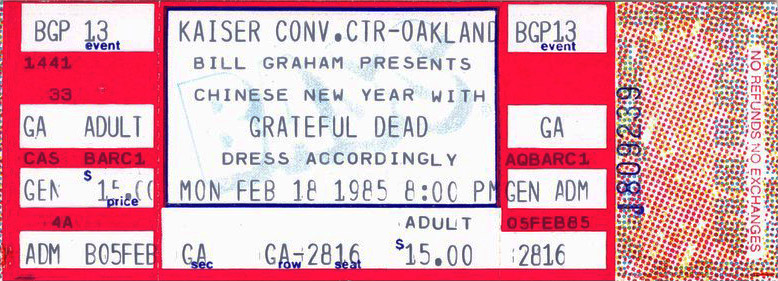 BGP 13
event
1441
33
GA ADULT
CAS BARC1
GEN $ 15.00
price
4A
ADM B05FEB
KAISER CONV.CTR-OAKLAND
BILL GRAHAM PRESENTS
CHINESE NEW YEAR WITH
GRATEFUL DEAD
DRESS ACCORDINGLY
MON FEB 18 1985 8:00 PM
ADULT
GA GA-2816 $15.00
sec row seat
BGP13
event
GA
AQBARC1
GEN ADM
05FEB85
2816
1809239
NO REFUNDS NO EXCHANGES